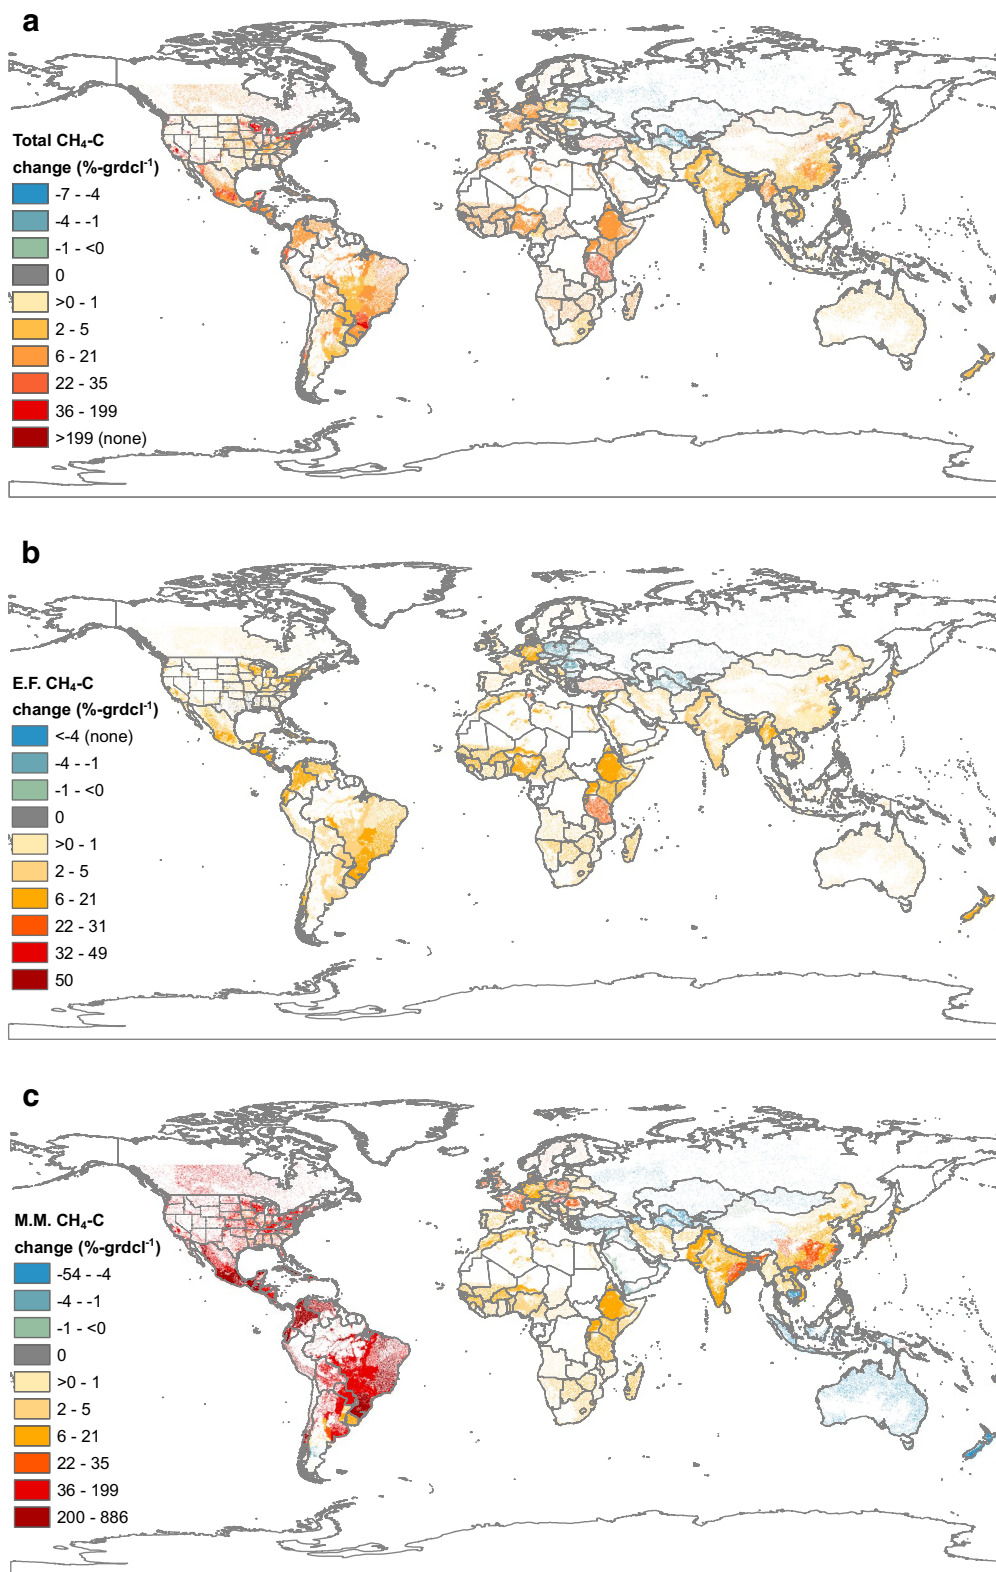 a
Total CH₄-C
change (%-grdcl⁻¹)
-7 - -4
-4 - -1
-1 - <0
0
>0 - 1
2 - 5
6 - 21
22 - 35
36 - 199
>199 (none)
b
E.F. CH₄-C
change (%-grdcl⁻¹)
<-4 (none)
-4 - -1
-1 - <0
0
>0 - 1
2 - 5
6 - 21
22 - 31
32 - 49
50
c
M.M. CH₄-C
change (%-grdcl⁻¹)
-54 - -4
-4 - -1
-1 - <0
0
>0 - 1
2 - 5
6 - 21
22 - 35
36 - 199
200 - 886